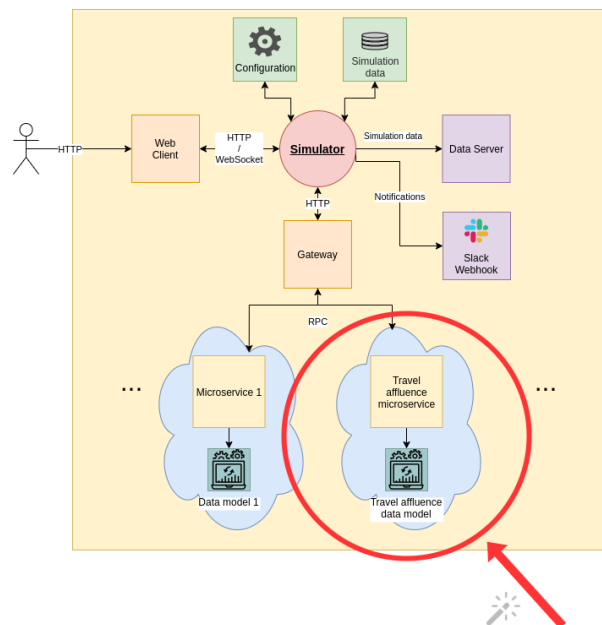 Configuration
Simulation
data
HTTP
Web
Client
HTTP
/
WebSocket
Simulator
Simulation data
Data Server
Notifications
HTTP
Slack
Webhook
Gateway
RPC
...
Microservice 1
Travel
affluence
microservice
...
Data model 1
Travel affluence
data model